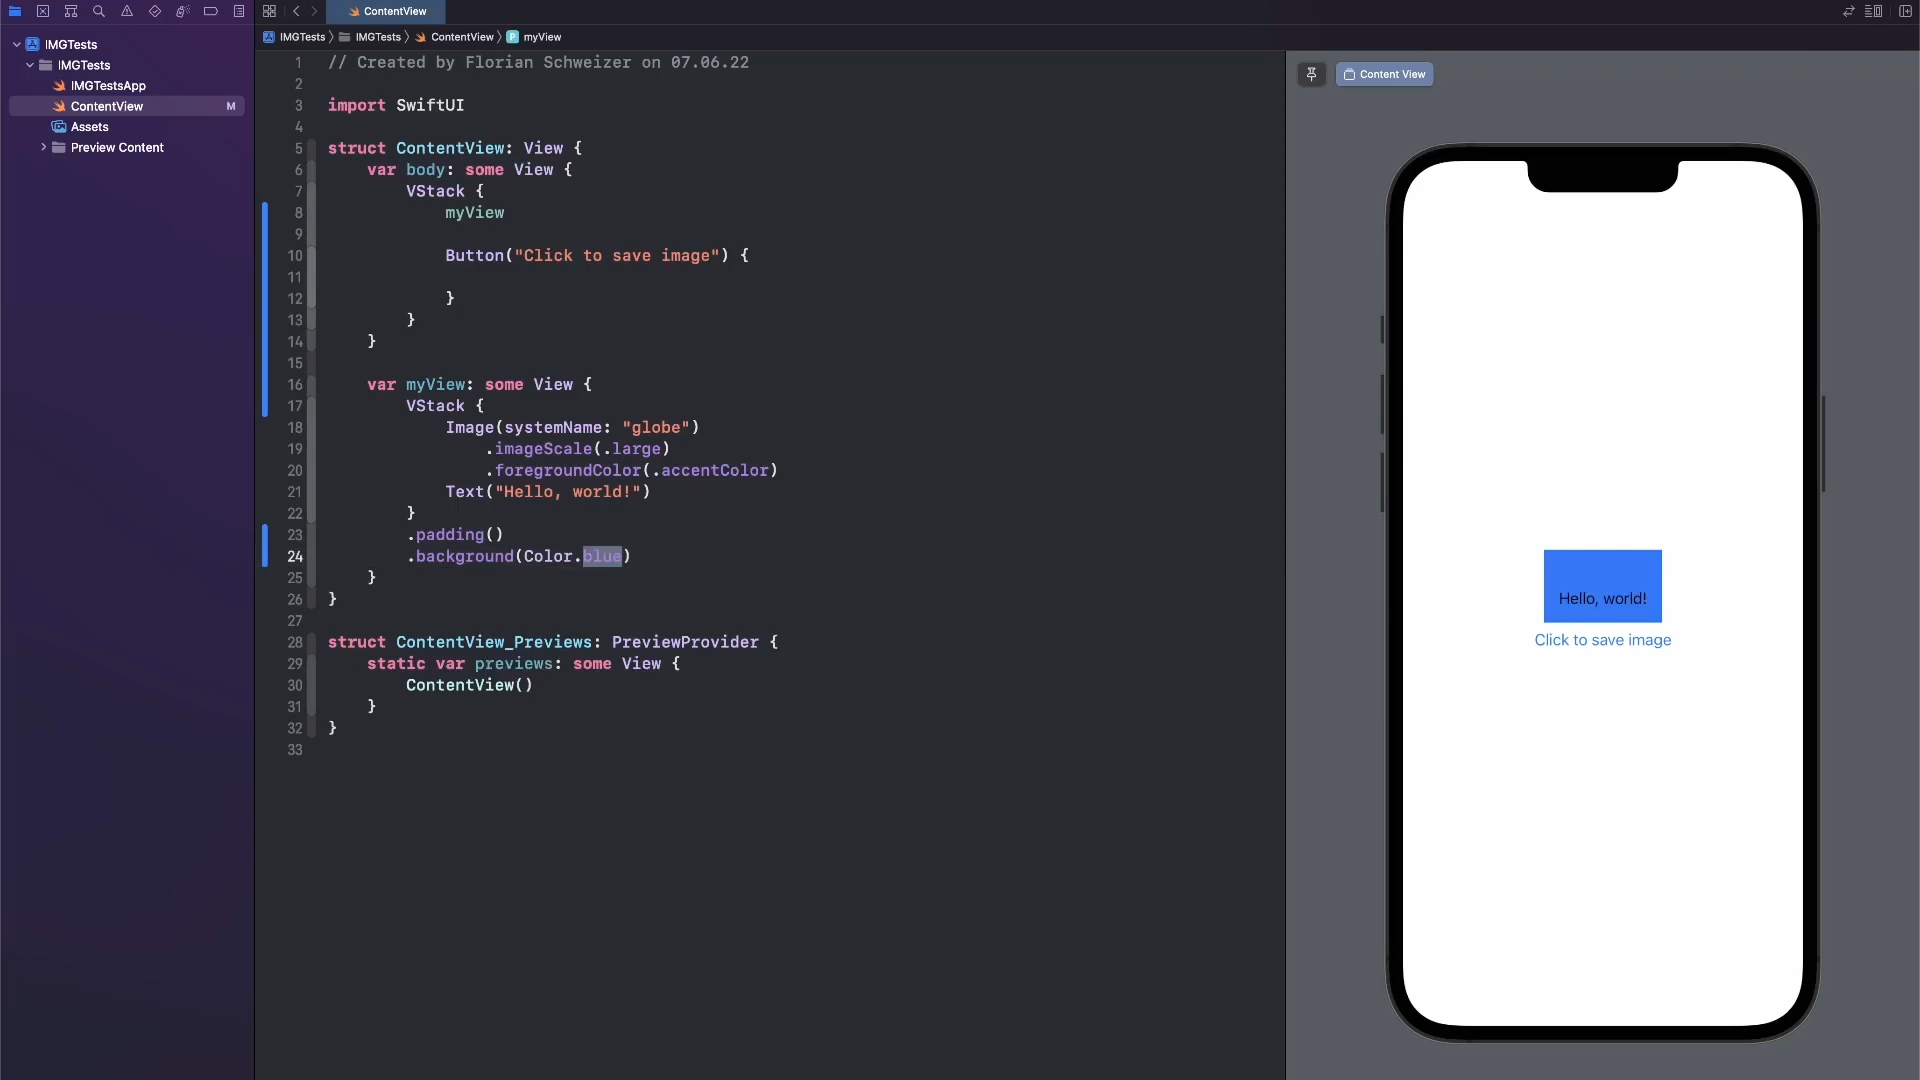 ContentView
IMGTests
IMGTests
IMGTestsApp
ContentView M
Assets
Preview Content
IMGTests IMGTests ContentView P myView
1 // Created by Florian Schweizer on 07.06.22
2
3 import SwiftUI
4
5 struct ContentView: View {
6 var body: some View {
7 VStack {
8 myView
9
10 Button("Click to save image") {
11
12 }
13 }
14 }
15
16 var myView: some View {
17 VStack {
18 Image(systemName: "globe")
19 .imageScale(.large)
20 .foregroundColor(.accentColor)
21 Text("Hello, world!")
22 }
23 .padding()
24 .background(Color.blue)
25 }
26 }
27
28 struct ContentView_Previews: PreviewProvider {
29 static var previews: some View {
30 ContentView()
31 }
32 }
33
Content View
Hello, world!
Click to save image